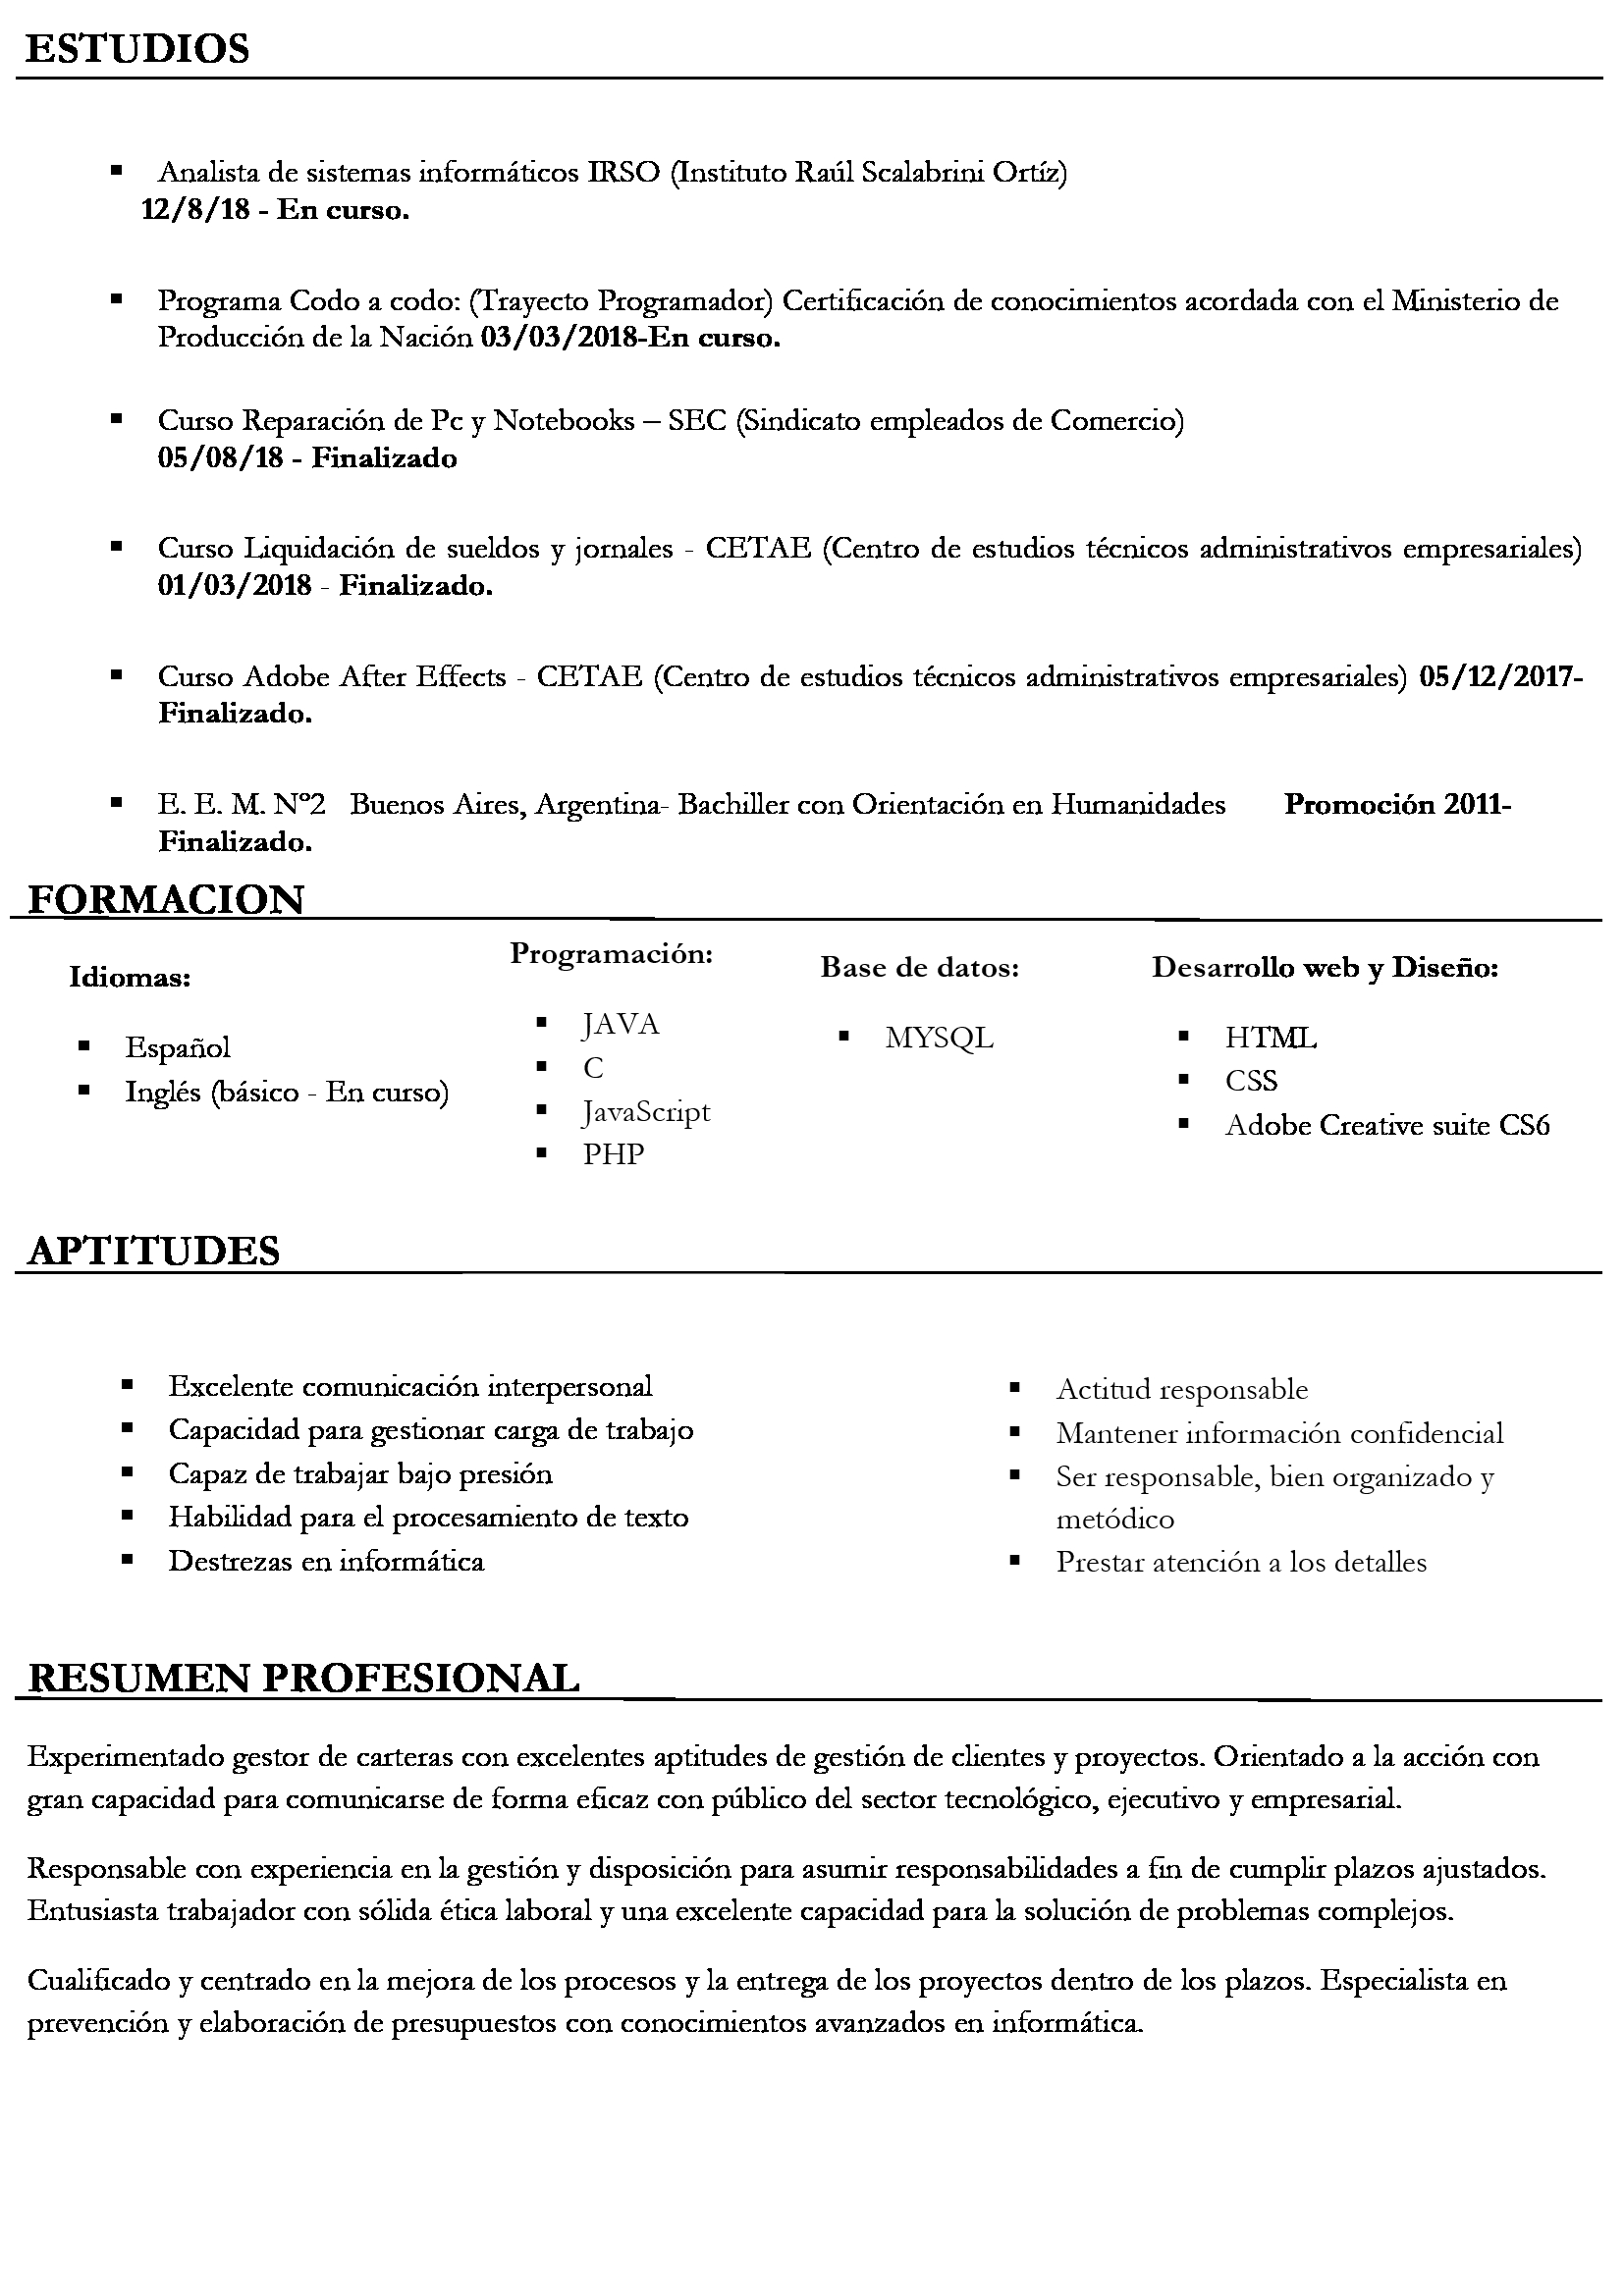 ESTUDIOS
▪ Analista de sistemas informáticos IRSO (Instituto Raúl Scalabrini Ortíz)
12/8/18 - En curso.
▪ Programa Codo a codo: (Trayecto Programador) Certificación de conocimientos acordada con el Ministerio de
Producción de la Nación 03/03/2018-En curso.
▪ Curso Reparación de Pc y Notebooks – SEC (Sindicato empleados de Comercio)
05/08/18 - Finalizado
▪ Curso Liquidación de sueldos y jornales - CETAE (Centro de estudios técnicos administrativos empresariales)
01/03/2018 - Finalizado.
▪ Curso Adobe After Effects - CETAE (Centro de estudios técnicos administrativos empresariales) 05/12/2017-
Finalizado.
▪ E. E. M. Nº2 Buenos Aires, Argentina- Bachiller con Orientación en Humanidades Promoción 2011-
Finalizado.
FORMACION
Idiomas:
▪ Español
▪ Inglés (básico - En curso)
Programación:
▪ JAVA
▪ C
▪ JavaScript
▪ PHP
Base de datos:
▪ MYSQL
Desarrollo web y Diseño:
▪ HTML
▪ CSS
▪ Adobe Creative suite CS6
APTITUDES
▪ Excelente comunicación interpersonal
▪ Capacidad para gestionar carga de trabajo
▪ Capaz de trabajar bajo presión
▪ Habilidad para el procesamiento de texto
▪ Destrezas en informática
▪ Actitud responsable
▪ Mantener información confidencial
▪ Ser responsable, bien organizado y
metódico
▪ Prestar atención a los detalles
RESUMEN PROFESIONAL
Experimentado gestor de carteras con excelentes aptitudes de gestión de clientes y proyectos. Orientado a la acción con
gran capacidad para comunicarse de forma eficaz con público del sector tecnológico, ejecutivo y empresarial.
Responsable con experiencia en la gestión y disposición para asumir responsabilidades a fin de cumplir plazos ajustados.
Entusiasta trabajador con sólida ética laboral y una excelente capacidad para la solución de problemas complejos.
Cualificado y centrado en la mejora de los procesos y la entrega de los proyectos dentro de los plazos. Especialista en
prevención y elaboración de presupuestos con conocimientos avanzados en informática.